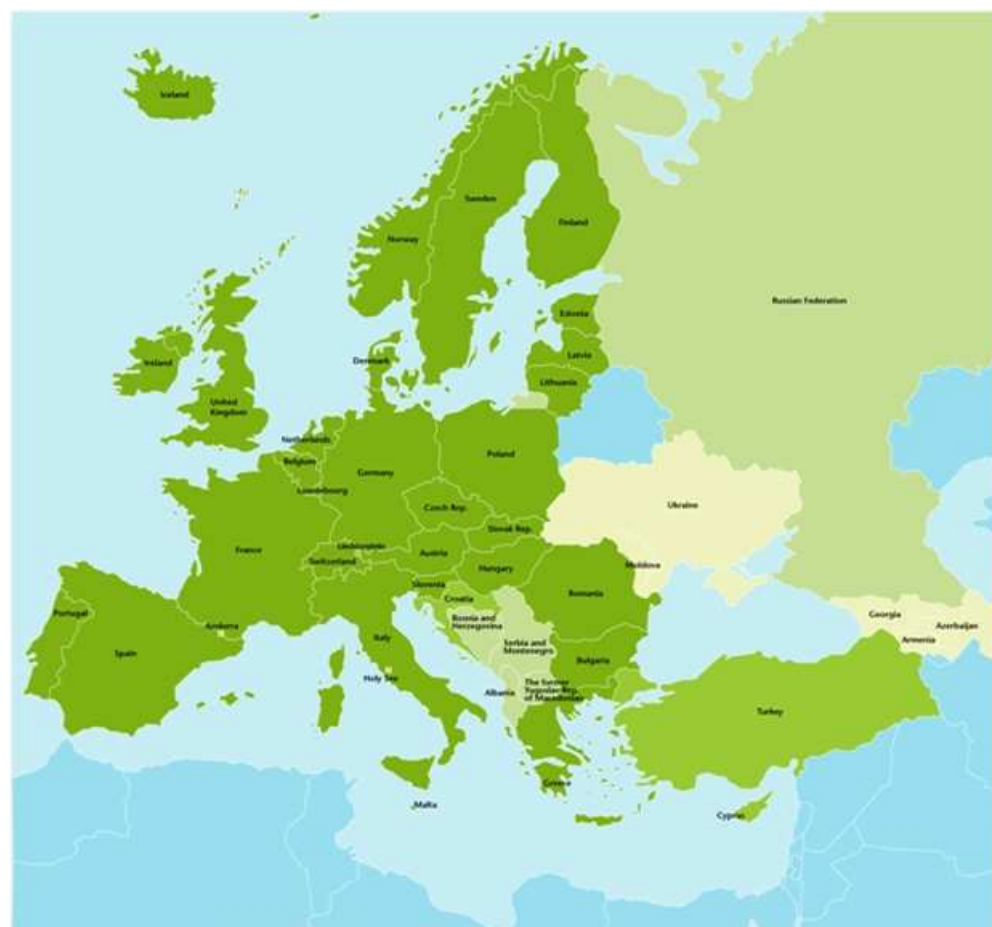 Iceland
Sweden
Finland
Norway
Russian Federation
Estonia
Latvia
Denmark
Ireland
Lithuania
United
Kingdom
Netherlands
Poland
Belgium
Germany
Luxembourg
Czech Rep.
Ukraine
Slovak Rep.
France
Liechtenstein
Austria
Switzerland
Hungary
Moldova
Slovenia
Romania
Croatia
Portugal
Georgia
Bosnia and
Herzegovina
Andorra
Azerbaijan
Italy
Armenia
Serbia and
Montenegro
Spain
Bulgaria
Holy See
The former
Yugoslav Rep.
of Macedonia
Albania
Turkey
Greece
Malta
Cyprus